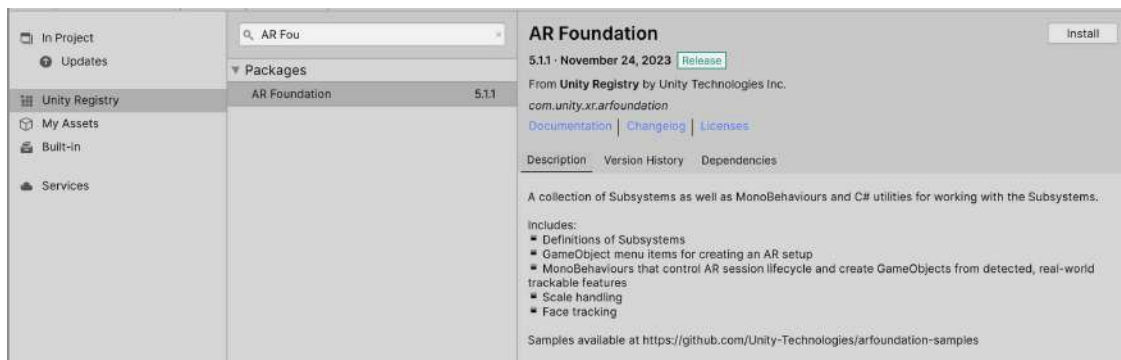 In Project
Updates
Unity Registry
My Assets
Built-in
Services
AR Fou
Packages
AR Foundation 5.1.1
AR Foundation
Install
5.1.1 · November 24, 2023 Release
From Unity Registry by Unity Technologies Inc.
com.unity.xr.arfoundation
Documentation | Changelog | Licenses
Description Version History Dependencies
A collection of Subsystems as well as MonoBehaviours and C# utilities for working with the Subsystems.
Includes:
▪ Definitions of Subsystems
▪ GameObject menu items for creating an AR setup
▪ MonoBehaviours that control AR session lifecycle and create GameObjects from detected, real-world
trackable features
▪ Scale handling
▪ Face tracking
Samples available at https://github.com/Unity-Technologies/arfoundation-samples